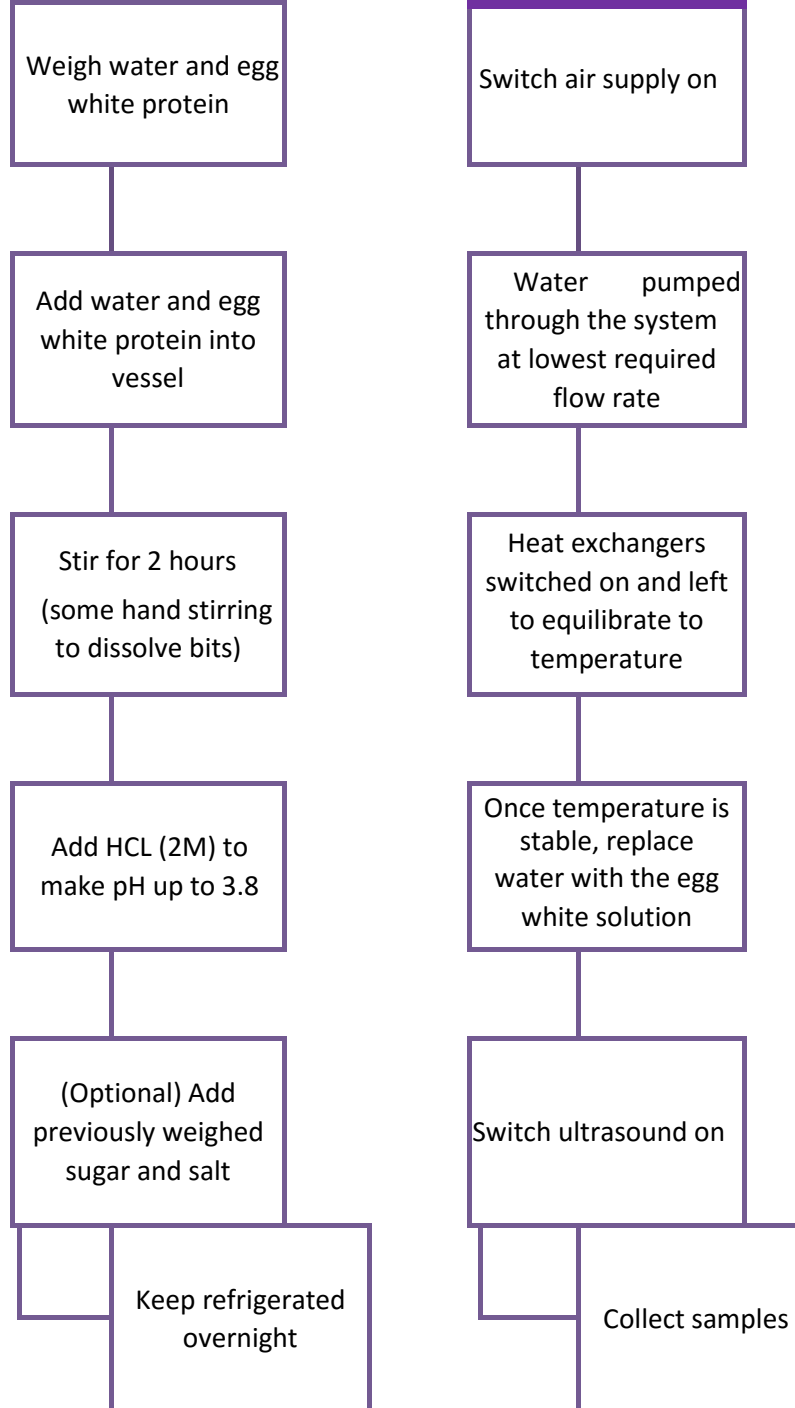 Weigh water and egg
white protein
Add water and egg
white protein into
vessel
Stir for 2 hours
(some hand stirring
to dissolve bits)
Add HCL (2M) to
make pH up to 3.8
(Optional) Add
previously weighed
sugar and salt
Keep refrigerated
overnight
Switch air supply on
Water pumped
through the system
at lowest required
flow rate
Heat exchangers
switched on and left
to equilibrate to
temperature
Once temperature is
stable, replace
water with the egg
white solution
Switch ultrasound on
Collect samples